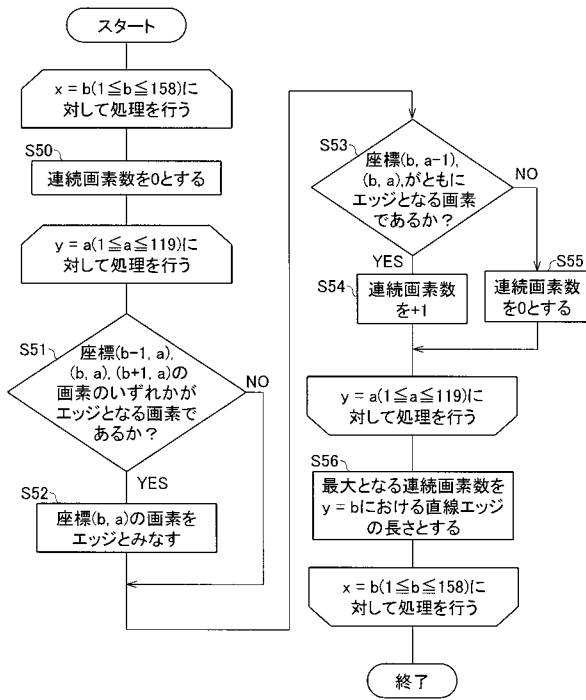 スタート
x = b(1≦b≦158)に
対して処理を行う
S50
連続画素数を0とする
y = a(1≦a≦119)に
対して処理を行う
S51
座標(b-1, a),
(b, a), (b+1, a)の
画素のいずれかが
エッジとなる画素で
あるか?
NO
YES
S52
座標(b, a)の画素を
エッジとみなす
S53
座標(b, a-1),
(b, a),がともに
エッジとなる画素
であるか?
NO
YES
S54
連続画素数
を+1
S55
連続画素数
を0とする
y = a(1≦a≦119)に
対して処理を行う
S56
最大となる連続画素数を
y = bにおける直線エッジ
の長さとする
x = b(1≦b≦158)に
対して処理を行う
終了